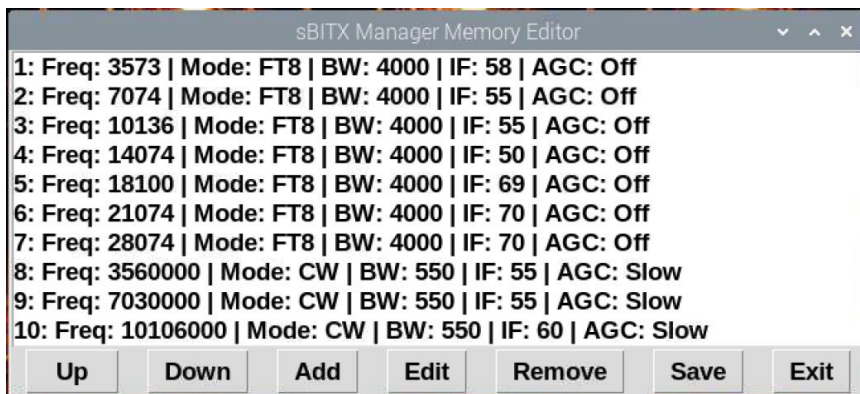 sBITX Manager Memory Editor
1: Freq: 3573 | Mode: FT8 | BW: 4000 | IF: 58 | AGC: Off
2: Freq: 7074 | Mode: FT8 | BW: 4000 | IF: 55 | AGC: Off
3: Freq: 10136 | Mode: FT8 | BW: 4000 | IF: 55 | AGC: Off
4: Freq: 14074 | Mode: FT8 | BW: 4000 | IF: 50 | AGC: Off
5: Freq: 18100 | Mode: FT8 | BW: 4000 | IF: 69 | AGC: Off
6: Freq: 21074 | Mode: FT8 | BW: 4000 | IF: 70 | AGC: Off
7: Freq: 28074 | Mode: FT8 | BW: 4000 | IF: 70 | AGC: Off
8: Freq: 3560000 | Mode: CW | BW: 550 | IF: 55 | AGC: Slow
9: Freq: 7030000 | Mode: CW | BW: 550 | IF: 55 | AGC: Slow
10: Freq: 10106000 | Mode: CW | BW: 550 | IF: 60 | AGC: Slow
Up Down Add Edit Remove Save Exit